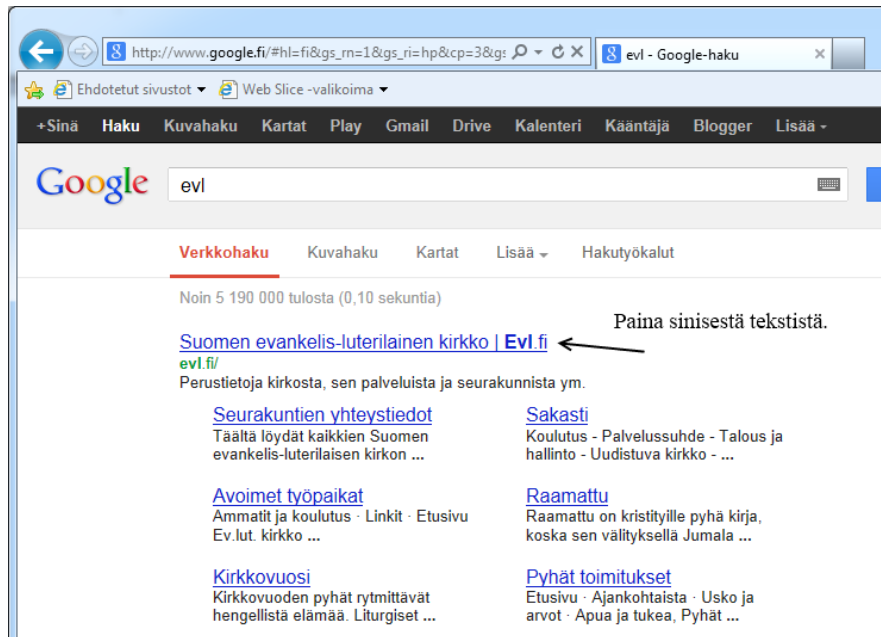 http://www.google.fi/#hl=fi&gs_rn=1&gs_ri=hp&cp=3&gs
evl - Google-haku
Ehdotetut sivustot
Web Slice -valikoima
+Sinä Haku Kuvahaku Kartat Play Gmail Drive Kalenteri Kääntäjä Blogger Lisää
Google
evl
Verkkohaku Kuvahaku Kartat Lisää Hakutyökalut
Noin 5 190 000 tulosta (0,10 sekuntia)
Paina sinisestä tekstistä.
Suomen evankelis-luterilainen kirkko | Evl.fi
evl.fi/
Perustietoja kirkosta, sen palveluista ja seurakunnista ym.
Seurakuntien yhteystiedot
Täältä löydät kaikkien Suomen
evankelis-luterilaisen kirkon ...
Sakasti
Koulutus - Palvelussuhde - Talous ja
hallinto - Uudistuva kirkko - ...
Avoimet työpaikat
Ammatit ja koulutus · Linkit · Etusivu
Ev.lut. kirkko ...
Raamattu
Raamattu on kristityille pyhä kirja,
koska sen välityksellä Jumala ...
Kirkkovuosi
Kirkkovuoden pyhät rytmittävät
hengellistä elämää. Liturgiset ...
Pyhät toimitukset
Etusivu · Ajankohtaista · Usko ja
arvot · Apua ja tukea, Pyhät ...